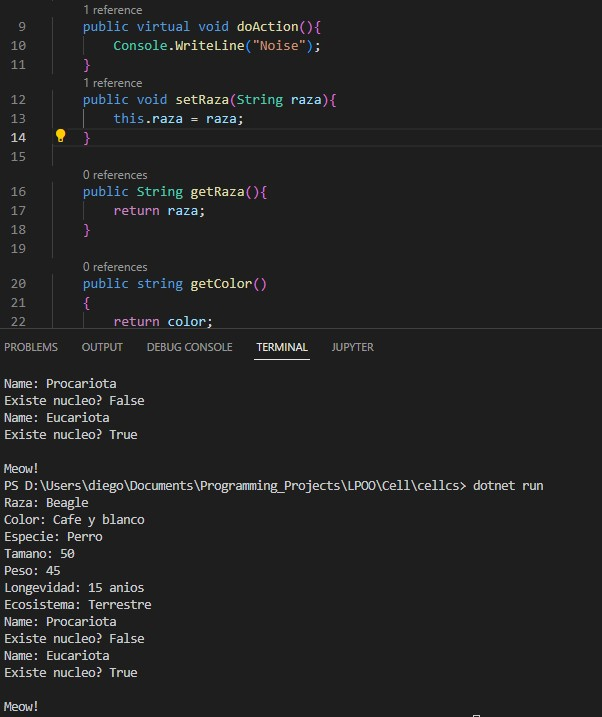 1 reference
9 public virtual void doAction(){
10 Console.WriteLine("Noise");
11 }
1 reference
12 public void setRaza(String raza){
13 this.raza = raza;
14 }
15
0 references
16 public String getRaza(){
17 return raza;
18 }
19
0 references
20 public string getColor()
21 {
22 return color;
PROBLEMS OUTPUT DEBUG CONSOLE TERMINAL JUPYTER
Name: Procariota
Existe nucleo? False
Name: Eucariota
Existe nucleo? True
Meow!
PS D:\Users\diego\Documents\Programming_Projects\LPOO\Cell\cellcs> dotnet run
Raza: Beagle
Color: Cafe y blanco
Especie: Perro
Tamano: 50
Peso: 45
Longevidad: 15 anios
Ecosistema: Terrestre
Name: Procariota
Existe nucleo? False
Name: Eucariota
Existe nucleo? True
Meow!